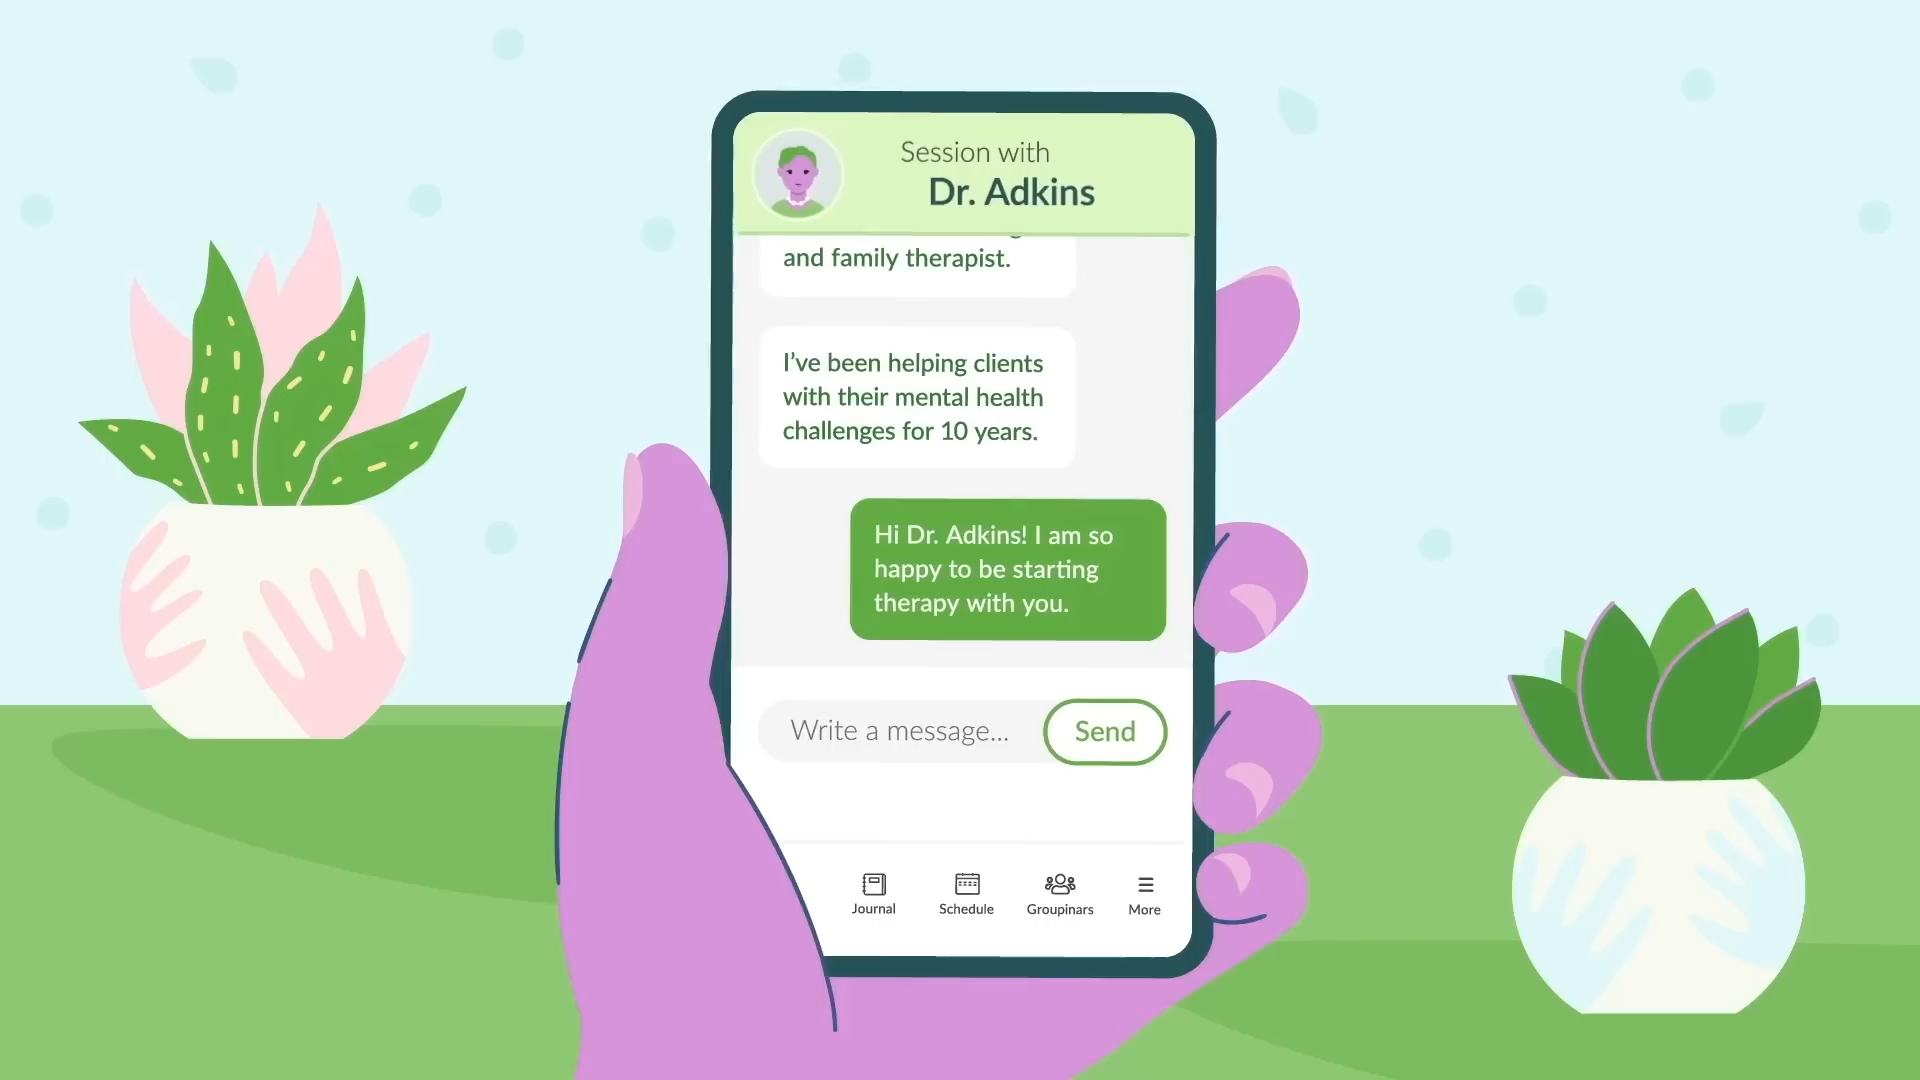 Session with
Dr. Adkins
and family therapist.
I've been helping clients
with their mental health
challenges for 10 years.
Hi Dr. Adkins! I am so
happy to be starting
therapy with you.
Write a message...
Send
Journal
Schedule
Groupinars
More